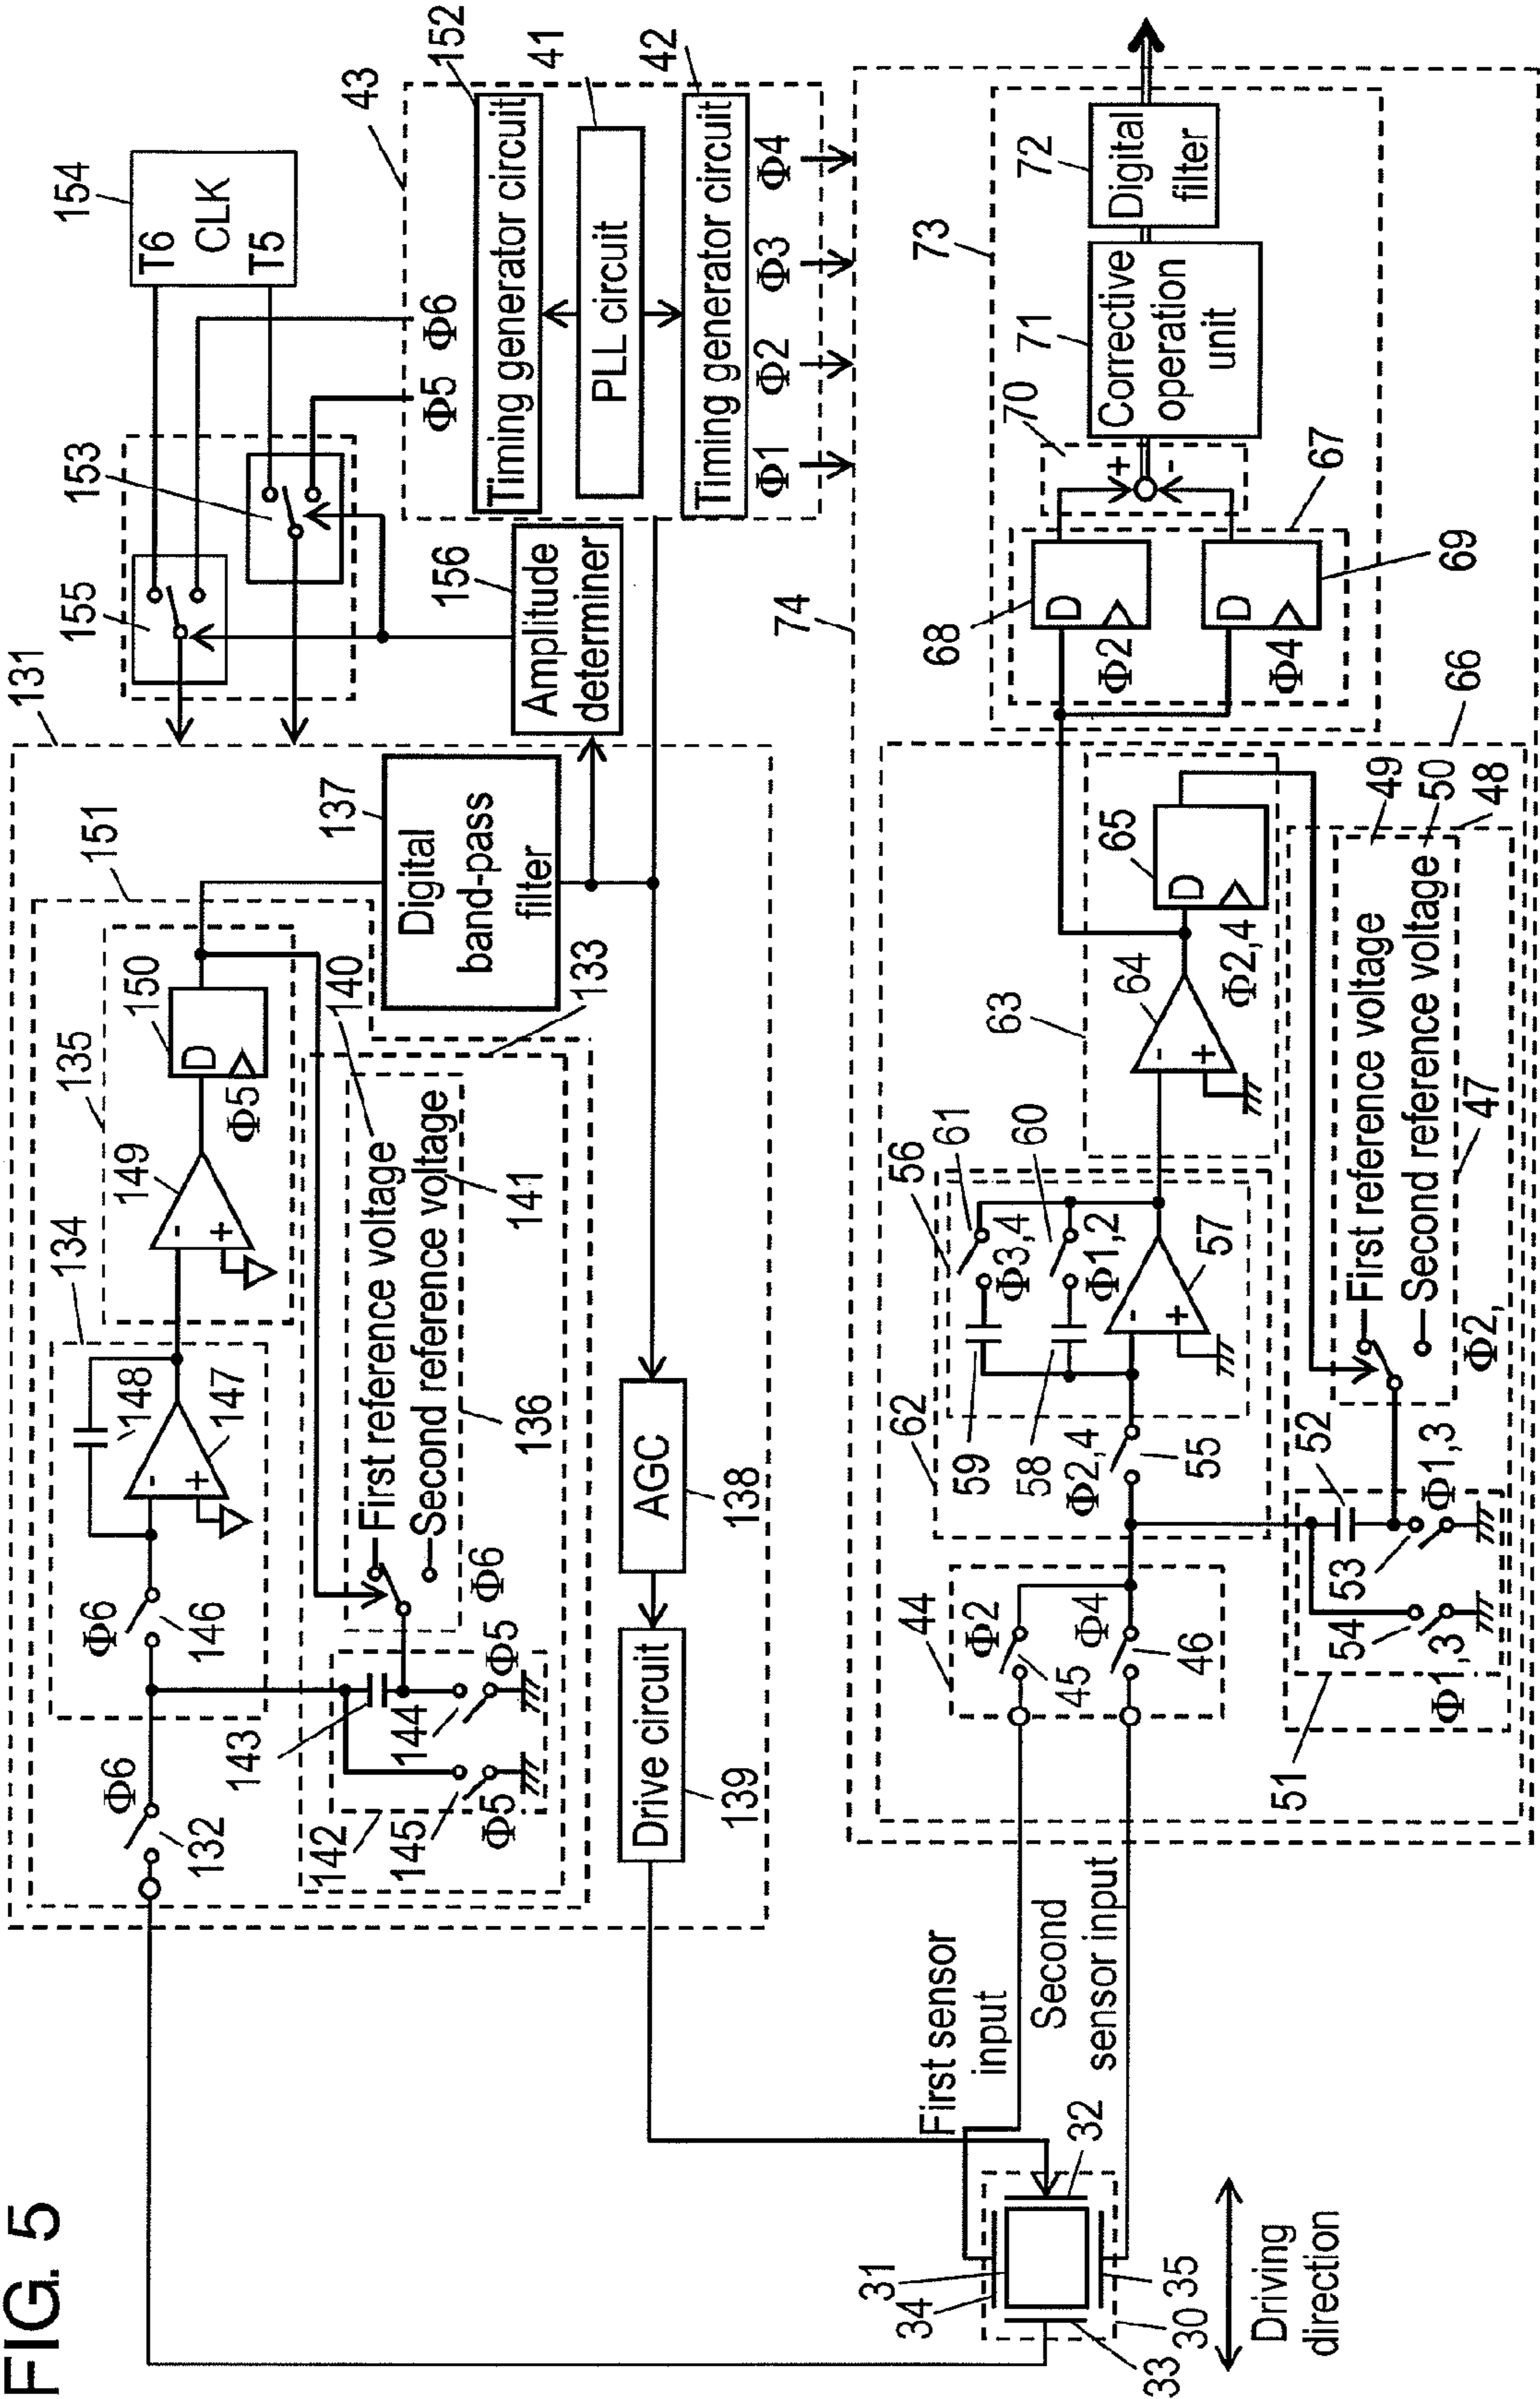 FIG. 5
131
155
153
154
T6
CLK
T5
43
152
Φ5
Φ6
Timing generator circuit
41
PLL circuit
42
Timing generator circuit
Φ1
Φ2
Φ3
Φ4
156
Amplitude
determiner
151
135
150
D
Φ5
137
Digital
band-pass
filter
134
149
-
+
148
147
-
+
Φ6
146
Φ6
132
140
133
First reference voltage
Second reference voltage
141
136
Φ6
143
144
Φ5
142
145
Φ5
AGC
138
Drive circuit
139
First sensor
input
Second
sensor input
31
34
32
35
30
33
Driving
direction
74
73
72
Digital
filter
71
Corrective
operation
unit
70
+
-
67
68
D
Φ2
D
Φ4
69
66
63
65
D
64
-
+
Φ2,4
56
61
60
Φ3,4
Φ1,2
57
-
+
62
59
58
Φ2,4
55
44
Φ2
45
Φ4
46
49
First reference voltage
50
Second reference voltage
48
47
Φ2,
52
Φ1,3
53
54
Φ1,3
51